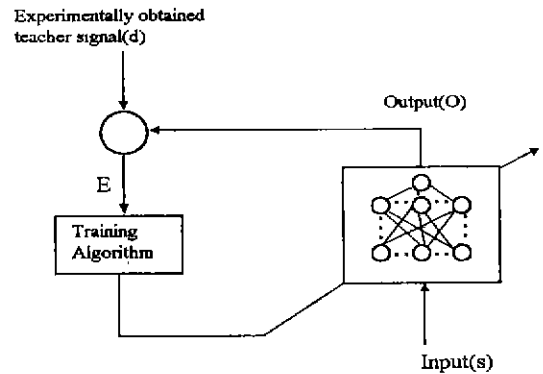 Experimentally obtained
teacher signal(d)
Output(O)
E
Training
Algorithm
Input(s)